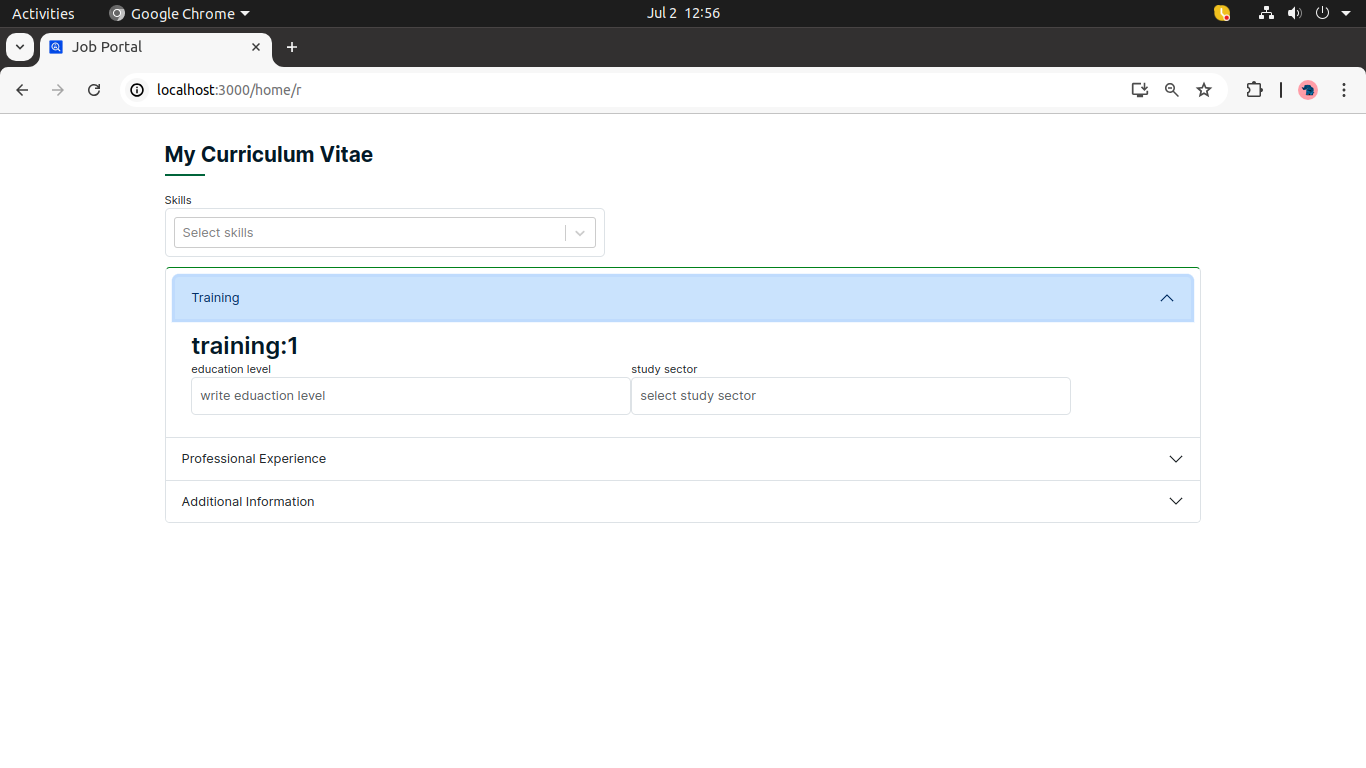 Activities Google Chrome Jul 2 12:56
Job Portal
localhost:3000/home/r
My Curriculum Vitae
Skills
Select skills
Training
training:1
education level study sector
write eduaction level select study sector
Professional Experience
Additional Information